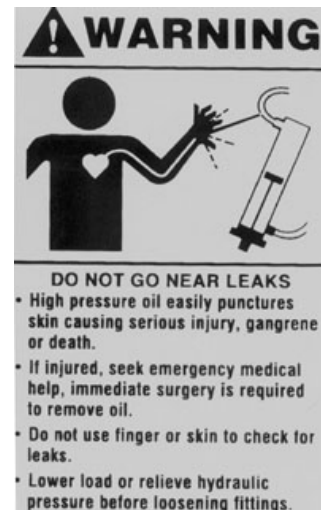 WARNING
DO NOT GO NEAR LEAKS
• High pressure oil easily punctures
skin causing serious injury, gangrene
or death.
• If injured, seek emergency medical
help, immediate surgery is required
to remove oil.
• Do not use finger or skin to check for
leaks.
• Lower load or relieve hydraulic
pressure before loosening fittings.